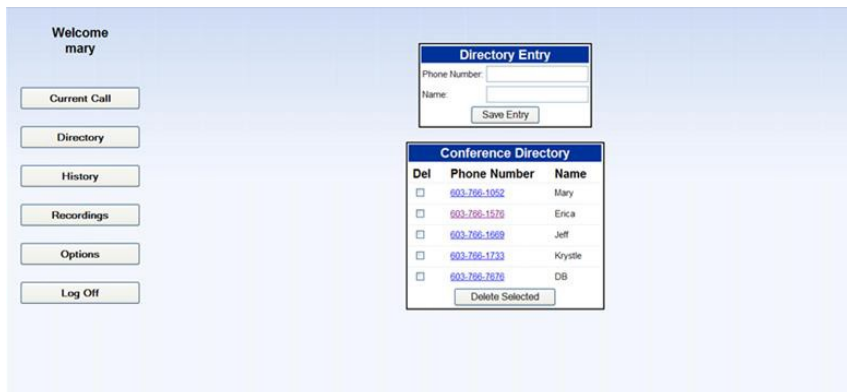 Welcome
mary
Current Call
Directory
History
Recordings
Options
Log Off
Directory Entry
Phone Number:
Name:
Save Entry
Conference Directory
Del Phone Number Name
603-766-1052 Mary
603-766-1576 Erica
603-766-1669 Jeff
603-766-1733 Krystle
603-766-7676 DB
Delete Selected